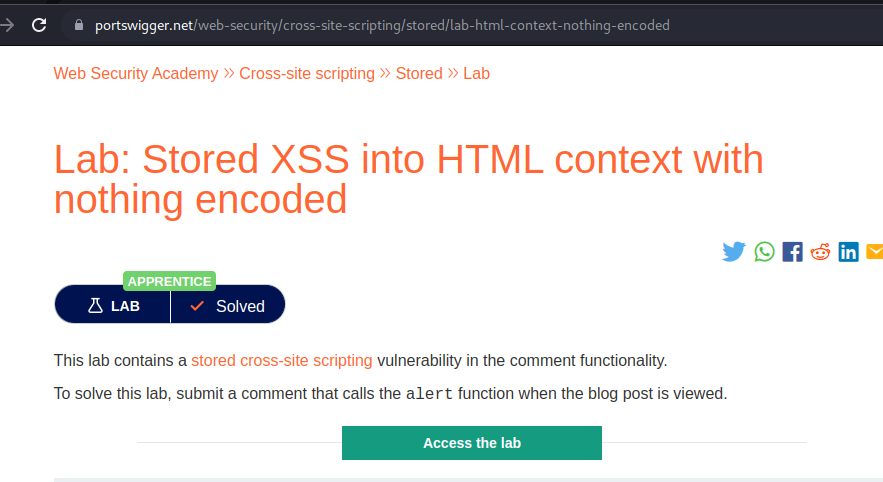 portswigger.net/web-security/cross-site-scripting/stored/lab-html-context-nothing-encoded
Web Security Academy » Cross-site scripting » Stored » Lab
Lab: Stored XSS into HTML context with
nothing encoded
APPRENTICE
LAB
Solved
This lab contains a stored cross-site scripting vulnerability in the comment functionality.
To solve this lab, submit a comment that calls the alert function when the blog post is viewed.
Access the lab